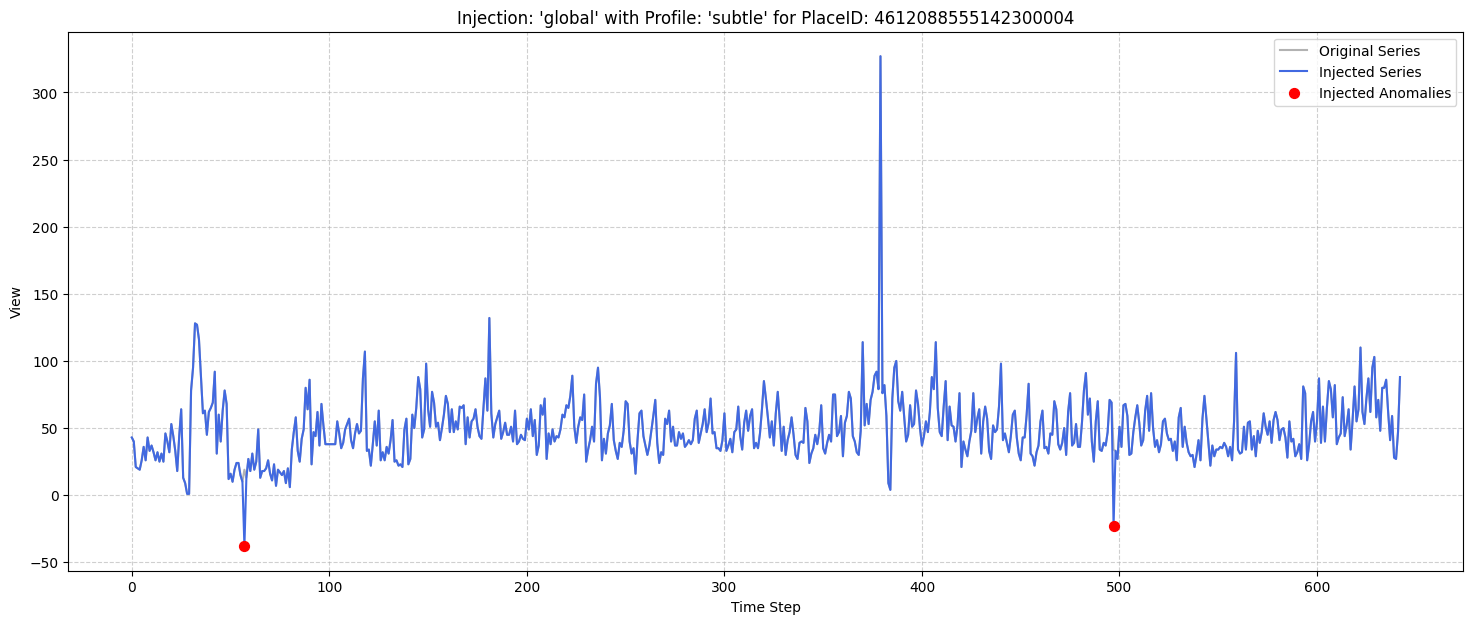 Injection: 'global' with Profile: 'subtle' for PlaceID: 4612088555142300004
Original Series
Injected Series
Injected Anomalies
View
300
250
200
150
100
50
0
−50
0 100 200 300 400 500 600
Time Step